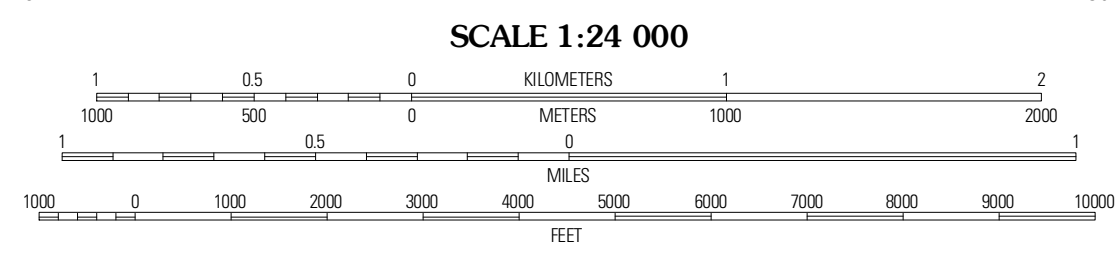 SCALE 1:24 000
1 0.5 0 KILOMETERS 1 2
1000 500 0 METERS 1000 2000
1 0.5 0 1
MILES
1000 0 1000 2000 3000 4000 5000 6000 7000 8000 9000 10000
FEET